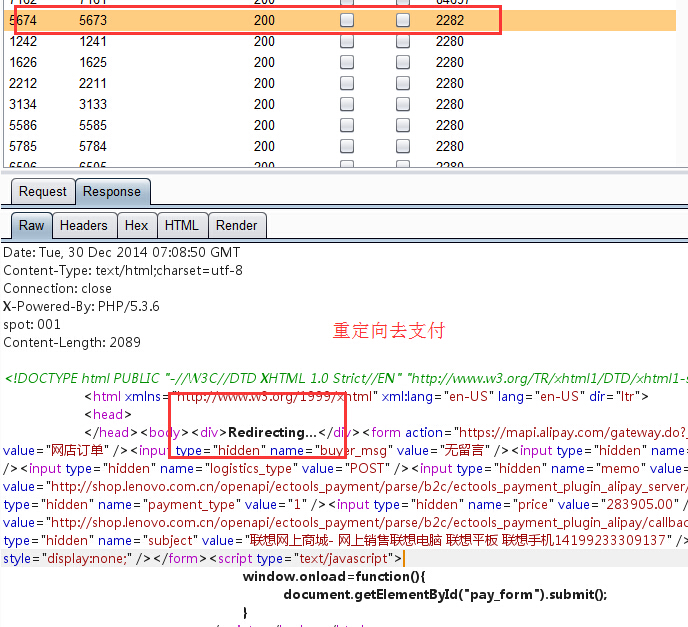 5674 5673 200 2282
1242 1241 200 2280
1626 1625 200 2280
2212 2211 200 2280
3134 3133 200 2280
5586 5585 200 2280
5785 5784 200 2280
Request Response
Raw Headers Hex HTML Render
Date: Tue, 30 Dec 2014 07:08:50 GMT
Content-Type: text/html;charset=utf-8
Connection: close
X-Powered-By: PHP/5.3.6
spot: 001
重定向去支付
Content-Length: 2089
<!DOCTYPE html PUBLIC "-//W3C//DTD XHTML 1.0 Strict//EN" "http://www.w3.org/TR/xhtml1/DTD/xhtml1-s
<html xmlns="http://www.w3.org/1999/xhtml" xml:lang="en-US" lang="en-US" dir="ltr">
<head>
</head><body><div>Redirecting...</div><form action="https://mapi.alipay.com/gateway.do?_
value="网店订单" /><input type="hidden" name="buyer_msg" value="无留言" /><input type="hidden" name=
/><input type="hidden" name="logistics_type" value="POST" /><input type="hidden" name="memo" value=
value="http://shop.lenovo.com.cn/openapi/ectools_payment/parse/b2c/ectools_payment_plugin_alipay_server/
type="hidden" name="payment_type" value="1" /><input type="hidden" name="price" value="283905.00" /
value="http://shop.lenovo.com.cn/openapi/ectools_payment/parse/b2c/ectools_payment_plugin_alipay/callbac
type="hidden" name="subject" value="联想网上商城- 网上销售联想电脑 联想平板 联想手机14199233309137" />
style="display:none;" /></form><script type="text/javascript">
window.onload=function(){
document.getElementById("pay_form").submit();
}